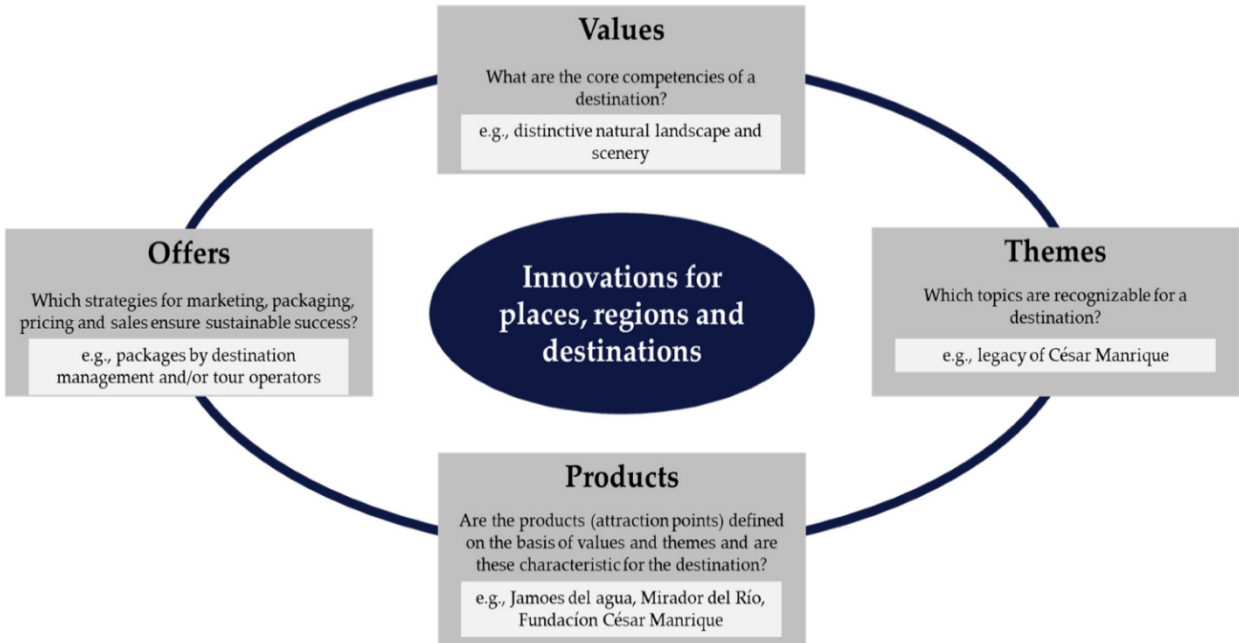 Values
What are the core competencies of a
destination?
e.g., distinctive natural landscape and
scenery
Offers
Which strategies for marketing, packaging,
pricing and sales ensure sustainable success?
e.g., packages by destination
management and/or tour operators
Innovations for
places, regions and
destinations
Themes
Which topics are recognizable for a
destination?
e.g., legacy of César Manrique
Products
Are the products (attraction points) defined
on the basis of values and themes and are
these characteristic for the destination?
e.g., Jamoes del agua, Mirador del Río,
Fundacíon César Manrique